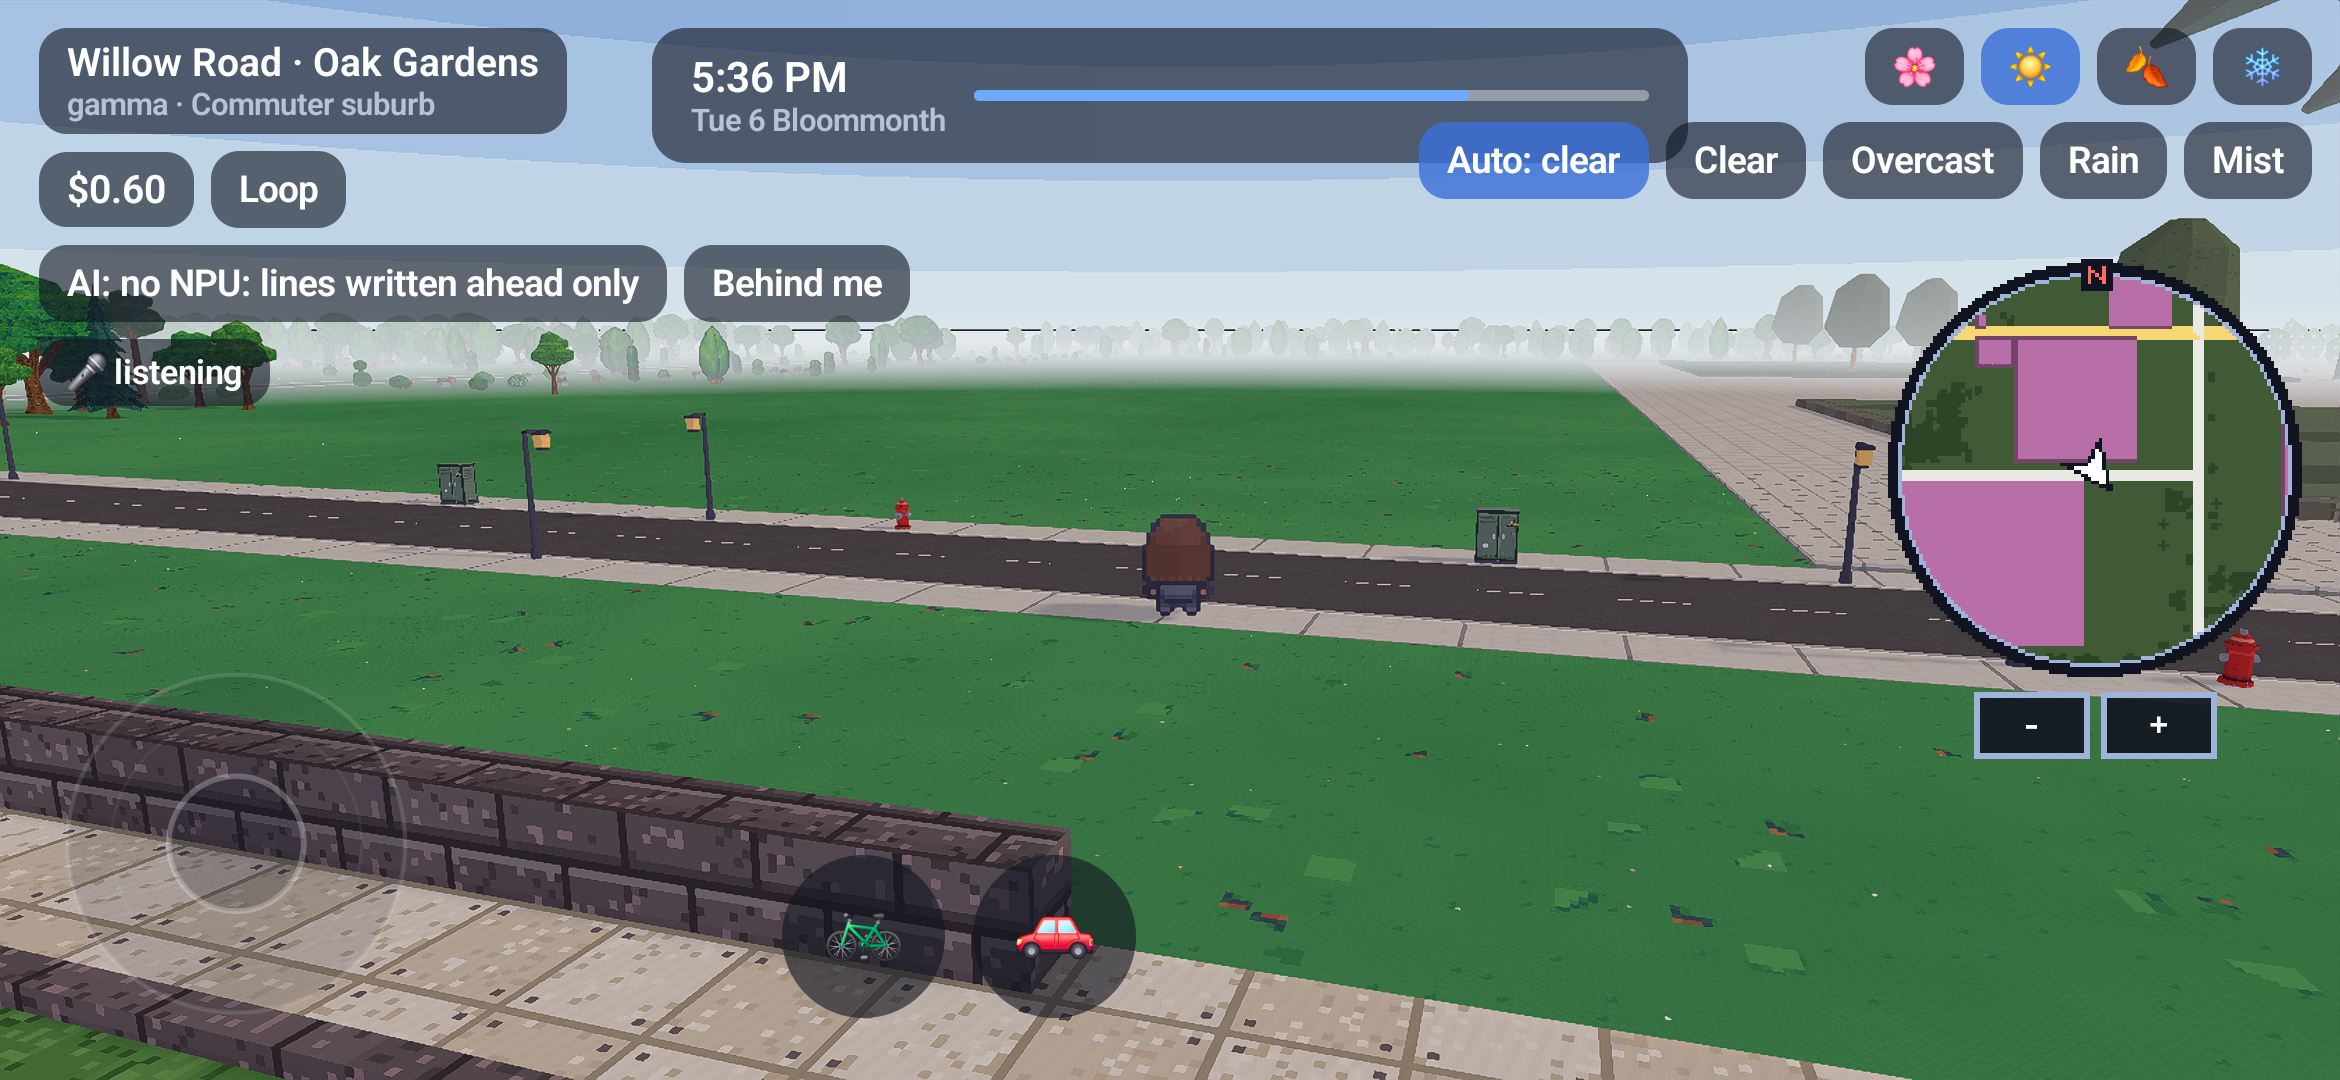 Willow Road · Oak Gardens
gamma · Commuter suburb
$0.60
Loop
AI: no NPU: lines written ahead only
Behind me
listening
5:36 PM
Tue 6 Bloommonth
Auto: clear
Clear
Overcast
Rain
Mist
N
-
+